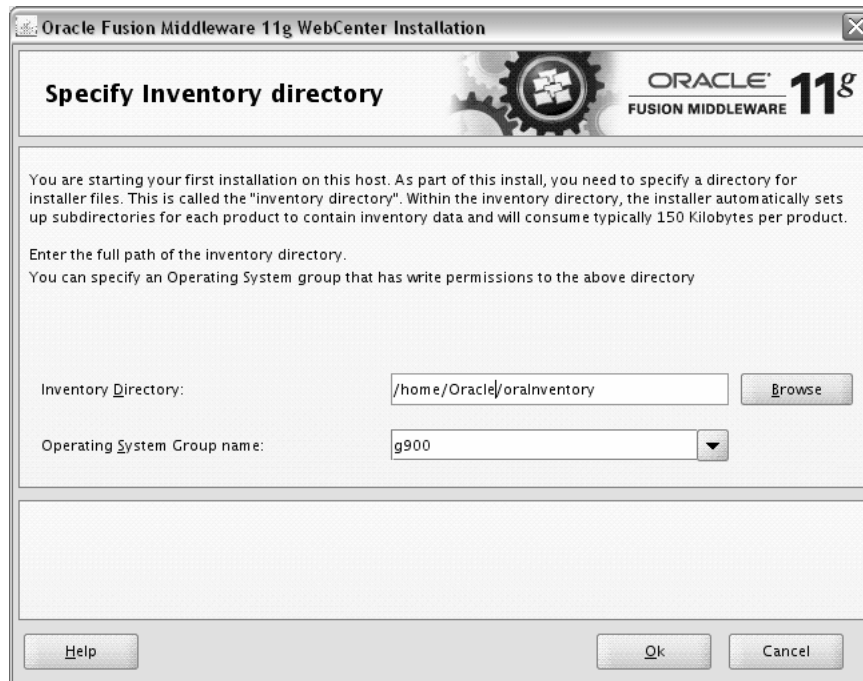 Oracle Fusion Middleware 11g WebCenter Installation
Specify Inventory directory
ORACLE
FUSION MIDDLEWARE 11g
You are starting your first installation on this host. As part of this install, you need to specify a directory for
installer files. This is called the "inventory directory". Within the inventory directory, the installer automatically sets
up subdirectories for each product to contain inventory data and will consume typically 150 Kilobytes per product.
Enter the full path of the inventory directory.
You can specify an Operating System group that has write permissions to the above directory
Inventory Directory: /home/Oracle/oraInventory Browse
Operating System Group name: g900
Help Ok Cancel